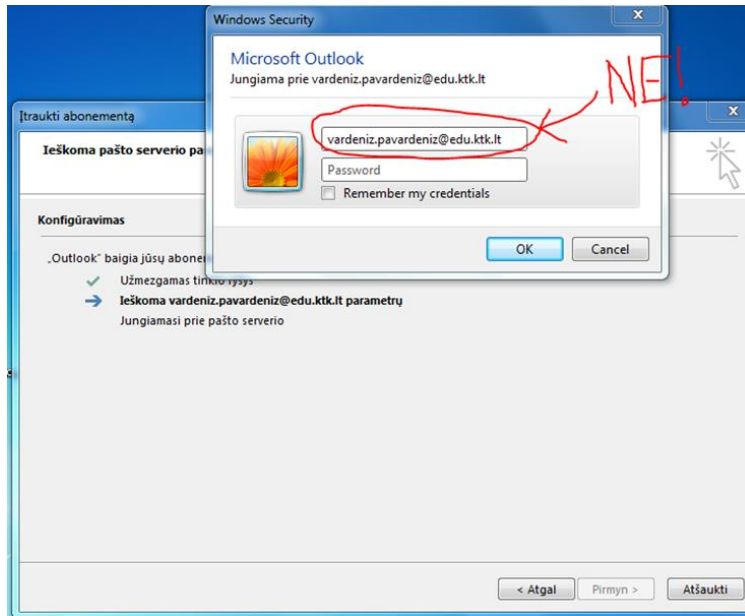 Windows Security
Microsoft Outlook
Jungiama prie vardeniz.pavardeniz@edu.ktk.lt
NE!
vardeniz.pavardeniz@edu.ktk.lt
Password
Remember my credentials
OK Cancel
Įtraukti abonementą
Ieškoma pašto serverio pa
Konfigūravimas
„Outlook“ baigia jūsų abonem
Užmezgamas tinklo ryšys
Ieškoma vardeniz.pavardeniz@edu.ktk.lt parametrų
Jungiamasi prie pašto serverio
< Atgal Pirmyn > Atšaukti